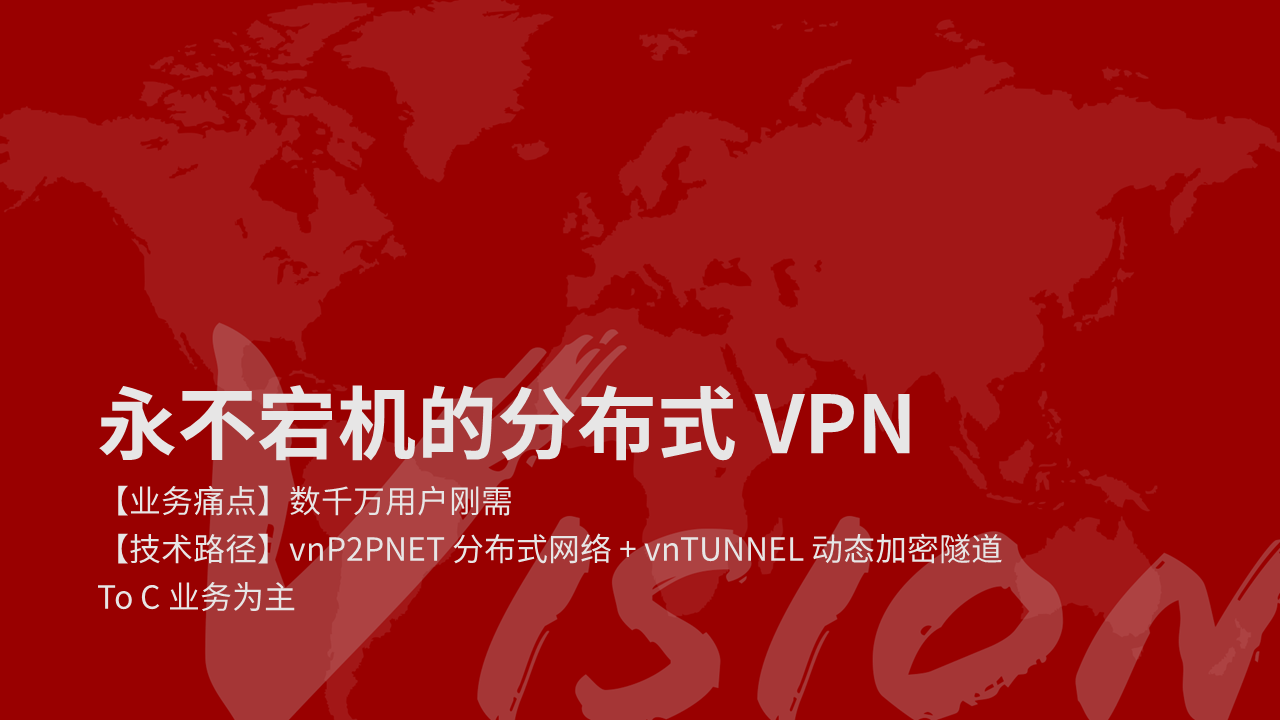 永不宕机的分布式 VPN
【业务痛点】数千万用户刚需
【技术路径】vnP2PNET 分布式网络 + vnTUNNEL 动态加密隧道
To C 业务为主
VISION